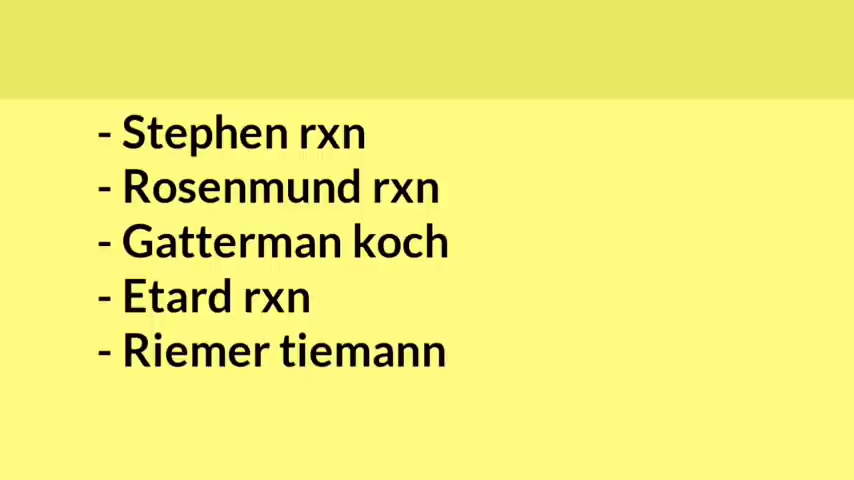 - Stephen rxn
- Rosenmund rxn
- Gatterman koch
- Etard rxn
- Riemer tiemann